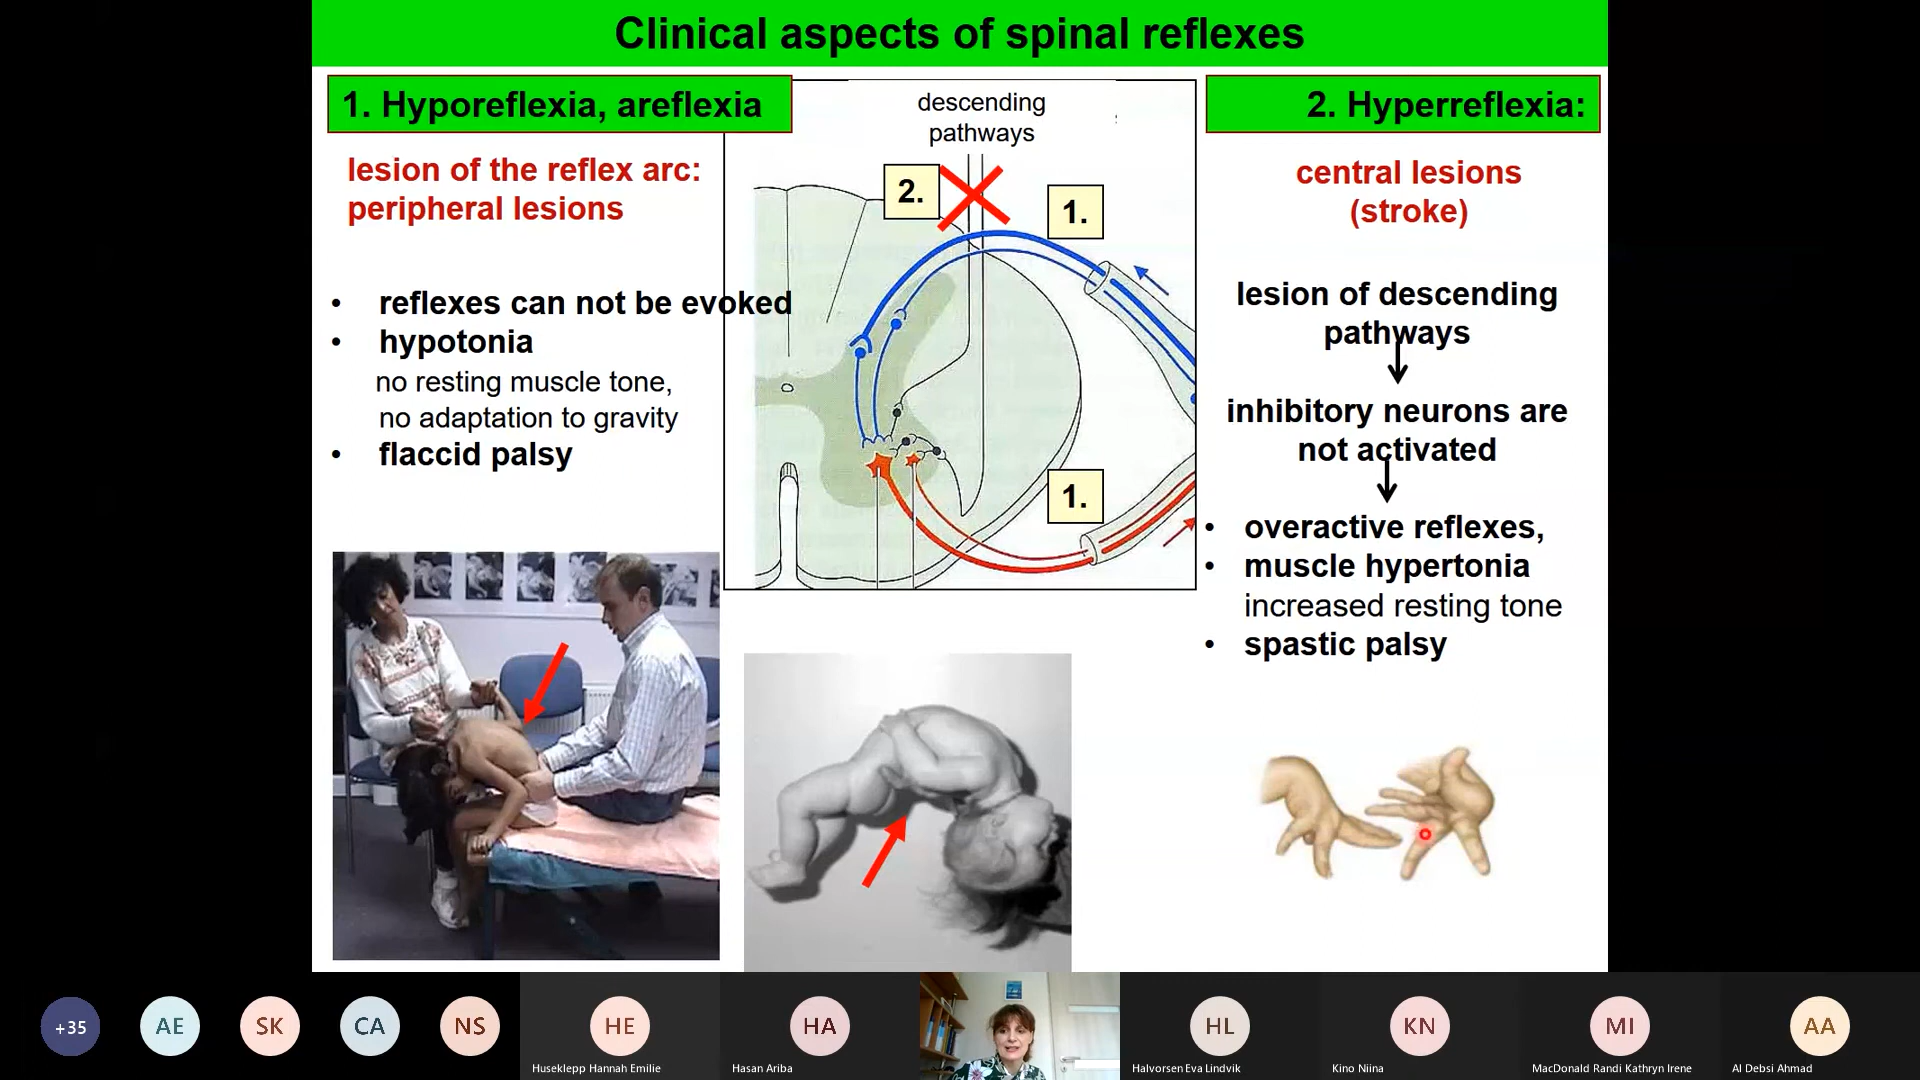 Clinical aspects of spinal reflexes
1. Hyporeflexia, areflexia
lesion of the reflex arc:
peripheral lesions
• reflexes can not be evoked
• hypotonia
no resting muscle tone,
no adaptation to gravity
• flaccid palsy
descending
pathways
2.
1.
1.
2. Hyperreflexia:
central lesions
(stroke)
lesion of descending
pathways
inhibitory neurons are
not activated
• overactive reflexes,
• muscle hypertonia
increased resting tone
• spastic palsy
+35
AE
SK
CA
NS
HE
Huseklepp Hannah Emilie
HA
Hasan Ariba
HL
Halvorsen Eva Lindvik
KN
Kino Niina
MI
MacDonald Randi Kathryn Irene
AA
Al Debsi Ahmad